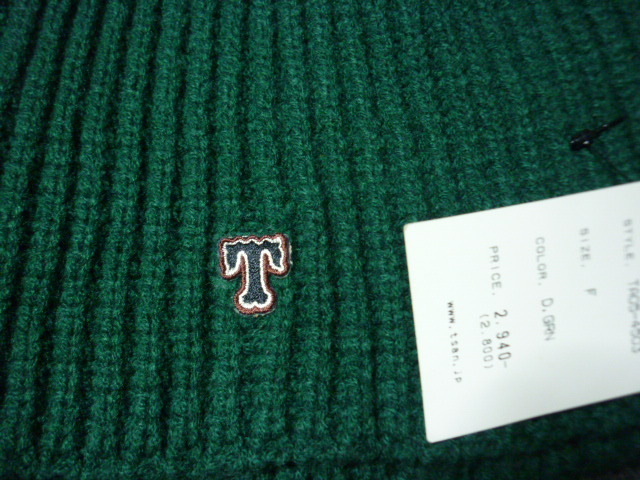 T
STYLE.
SIZE. F
COLOR. D.GRN
PRICE. 2,940-
(2,800)
www.tsan.jp